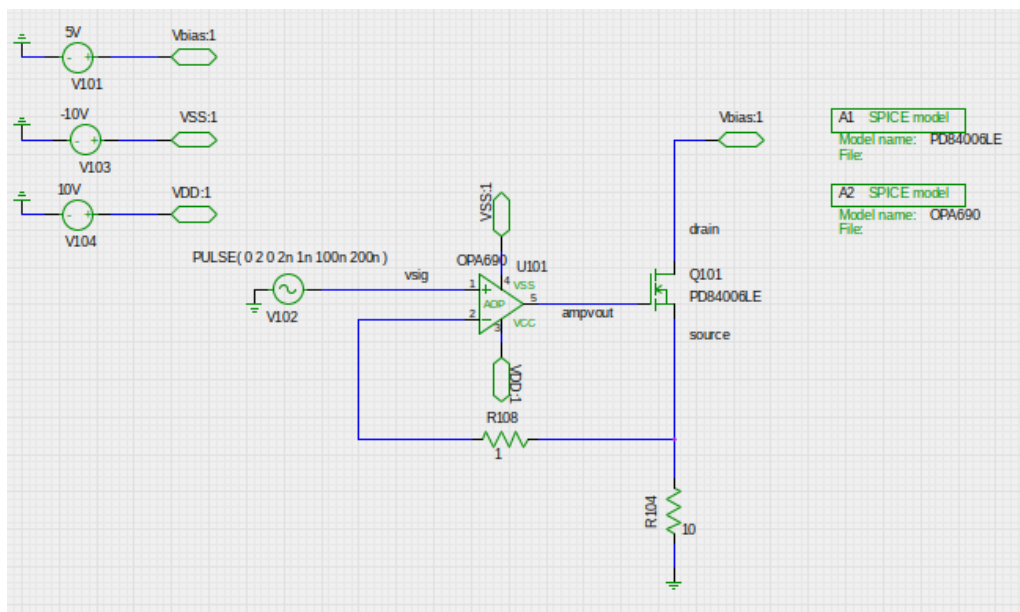 5V
Vbias:1
V101
-10V
VSS:1
V103
10V
VDD:1
V104
PULSE( 0 2 0 2n 1n 100n 200n )
V102
vsig
OPA690
U101
VSS:1
1
2
3
4
5
+
-
AOP
VSS
VCC
VDD:1
ampvout
R108
1
Vbias:1
drain
Q101
PD84006LE
source
R104
10
A1 SPICE model
Model name: PD84006LE
File:
A2 SPICE model
Model name: OPA690
File: